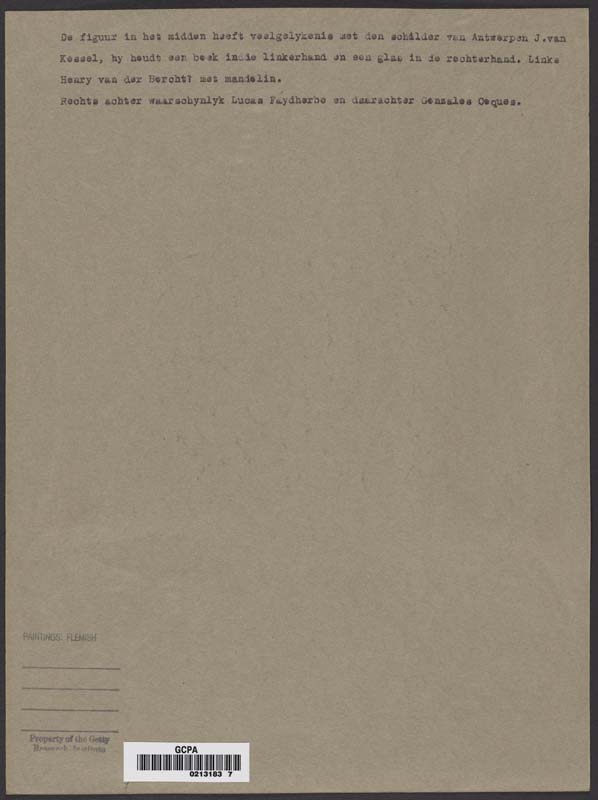 De figuur in het midden heeft veelgelykenis met den schilder van Antwerpen J.van
Kessel, hy houdt een boek indie linkerhand en een glas in de rechterhand. Links
Henry van der Borcht? met mandolin.
Rechts achter waarschynlyk Lucas Faydherbe en daarachter Gonzales Coques.
PAINTINGS: FLEMISH
Property of the Getty
Research Institute
GCPA
0213183 7